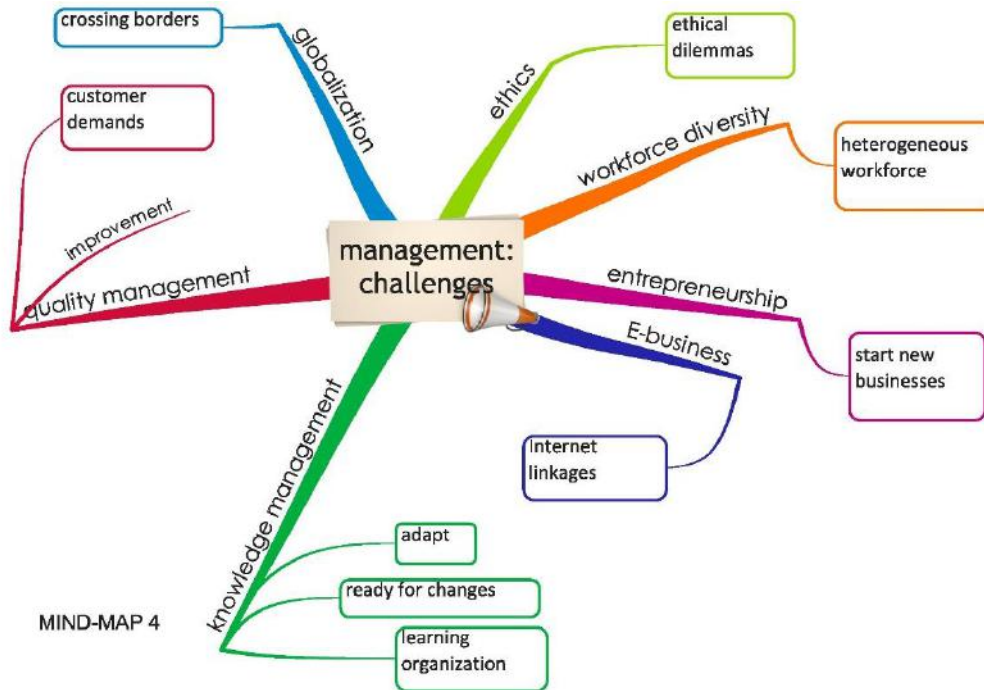 crossing borders
globalization
ethics
ethical
dilemmas
customer
demands
workforce diversity
heterogeneous
workforce
improvement
quality management
management:
challenges
entrepreneurship
start new
businesses
E-business
Internet
linkages
knowledge management
adapt
ready for changes
learning
organization
MIND-MAP 4